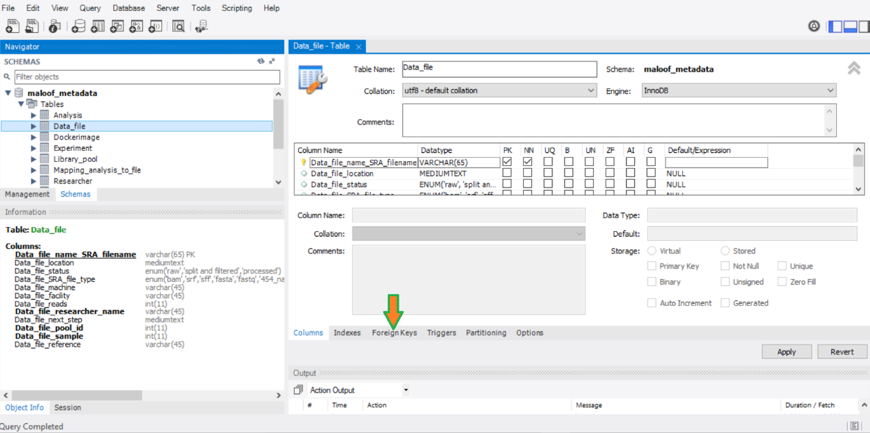 File Edit View Query Database Server Tools Scripting Help
Navigator
SCHEMAS
Filter objects
maloof_metadata
Tables
Analysis
Data_file
Dockerimage
Experiment
Library_pool
Mapping_analysis_to_file
Researcher
Management Schemas
Information
Table: Data_file
Columns:
Data_file_name_SRA_filename varchar(65) PK
Data_file_location mediumtext
Data_file_status enum('raw','split and filtered','processed')
Data_file_SRA_file_type enum('bam','srf','sff','fasta','fastq','454_na
Data_file_machine varchar(45)
Data_file_facility varchar(45)
Data_file_reads int(11)
Data_file_researcher_name varchar(45)
Data_file_next_step mediumtext
Data_file_pool_id int(11)
Data_file_sample int(11)
Data_file_reference varchar(45)
Object Info Session
Query Completed
Data_file - Table
Table Name: Data_file Schema: maloof_metadata
Collation: utf8 - default collation Engine: InnoDB
Comments:
Column Name Datatype PK NN UQ B UN ZF AI G Default/Expression
Data_file_name_SRA_filename VARCHAR(65)
Data_file_location MEDIUMTEXT NULL
Data_file_status ENUM('raw', 'split an... NULL
Data_file_SRA_file_type ENUM('bam', 'srf', 'sff' NULL
Column Name: Data Type:
Collation: Default:
Comments: Storage: Virtual Stored
Primary Key Not Null Unique
Binary Unsigned Zero Fill
Auto Increment Generated
Columns Indexes Foreign Keys Triggers Partitioning Options
Apply Revert
Output
Action Output
# Time Action Message Duration / Fetch